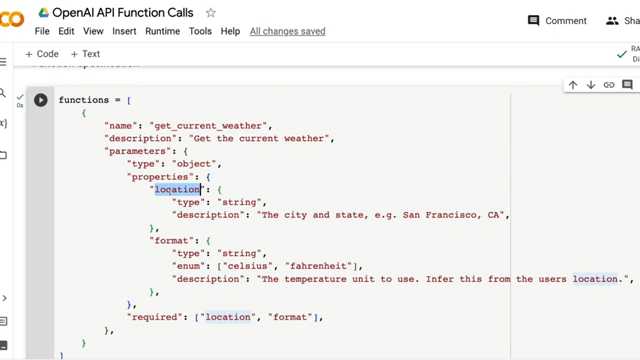 OpenAI API Function Calls
Comment
File Edit View Insert Runtime Tools Help All changes saved
+ Code + Text
functions = [
{
"name": "get_current_weather",
"description": "Get the current weather",
"parameters": {
"type": "object",
"properties": {
"location": {
"type": "string",
"description": "The city and state, e.g. San Francisco, CA",
},
"format": {
"type": "string",
"enum": ["celsius", "fahrenheit"],
"description": "The temperature unit to use. Infer this from the users location.",
},
},
"required": ["location", "format"],
},
}
]